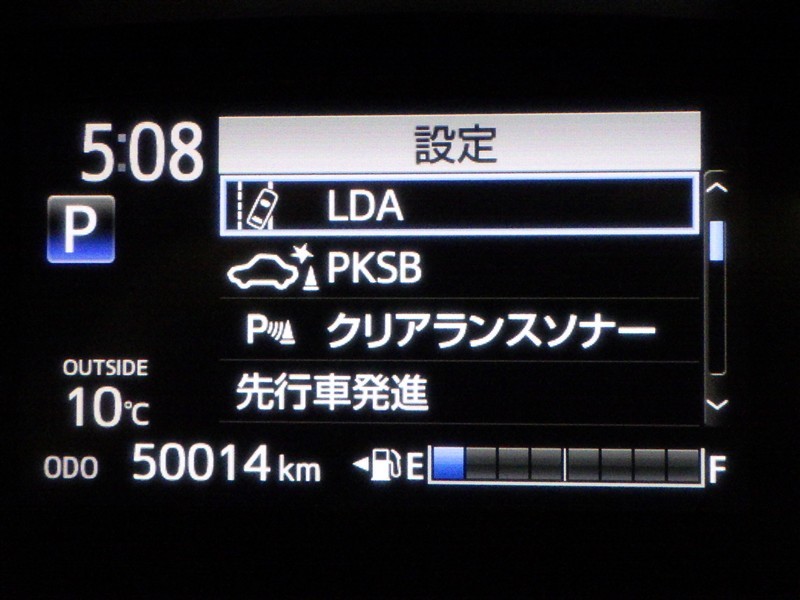 5:08
設定
P
LDA
PKSB
P クリアランスソナー
先行車発進
OUTSIDE
10℃
ODO 50014 km
E F